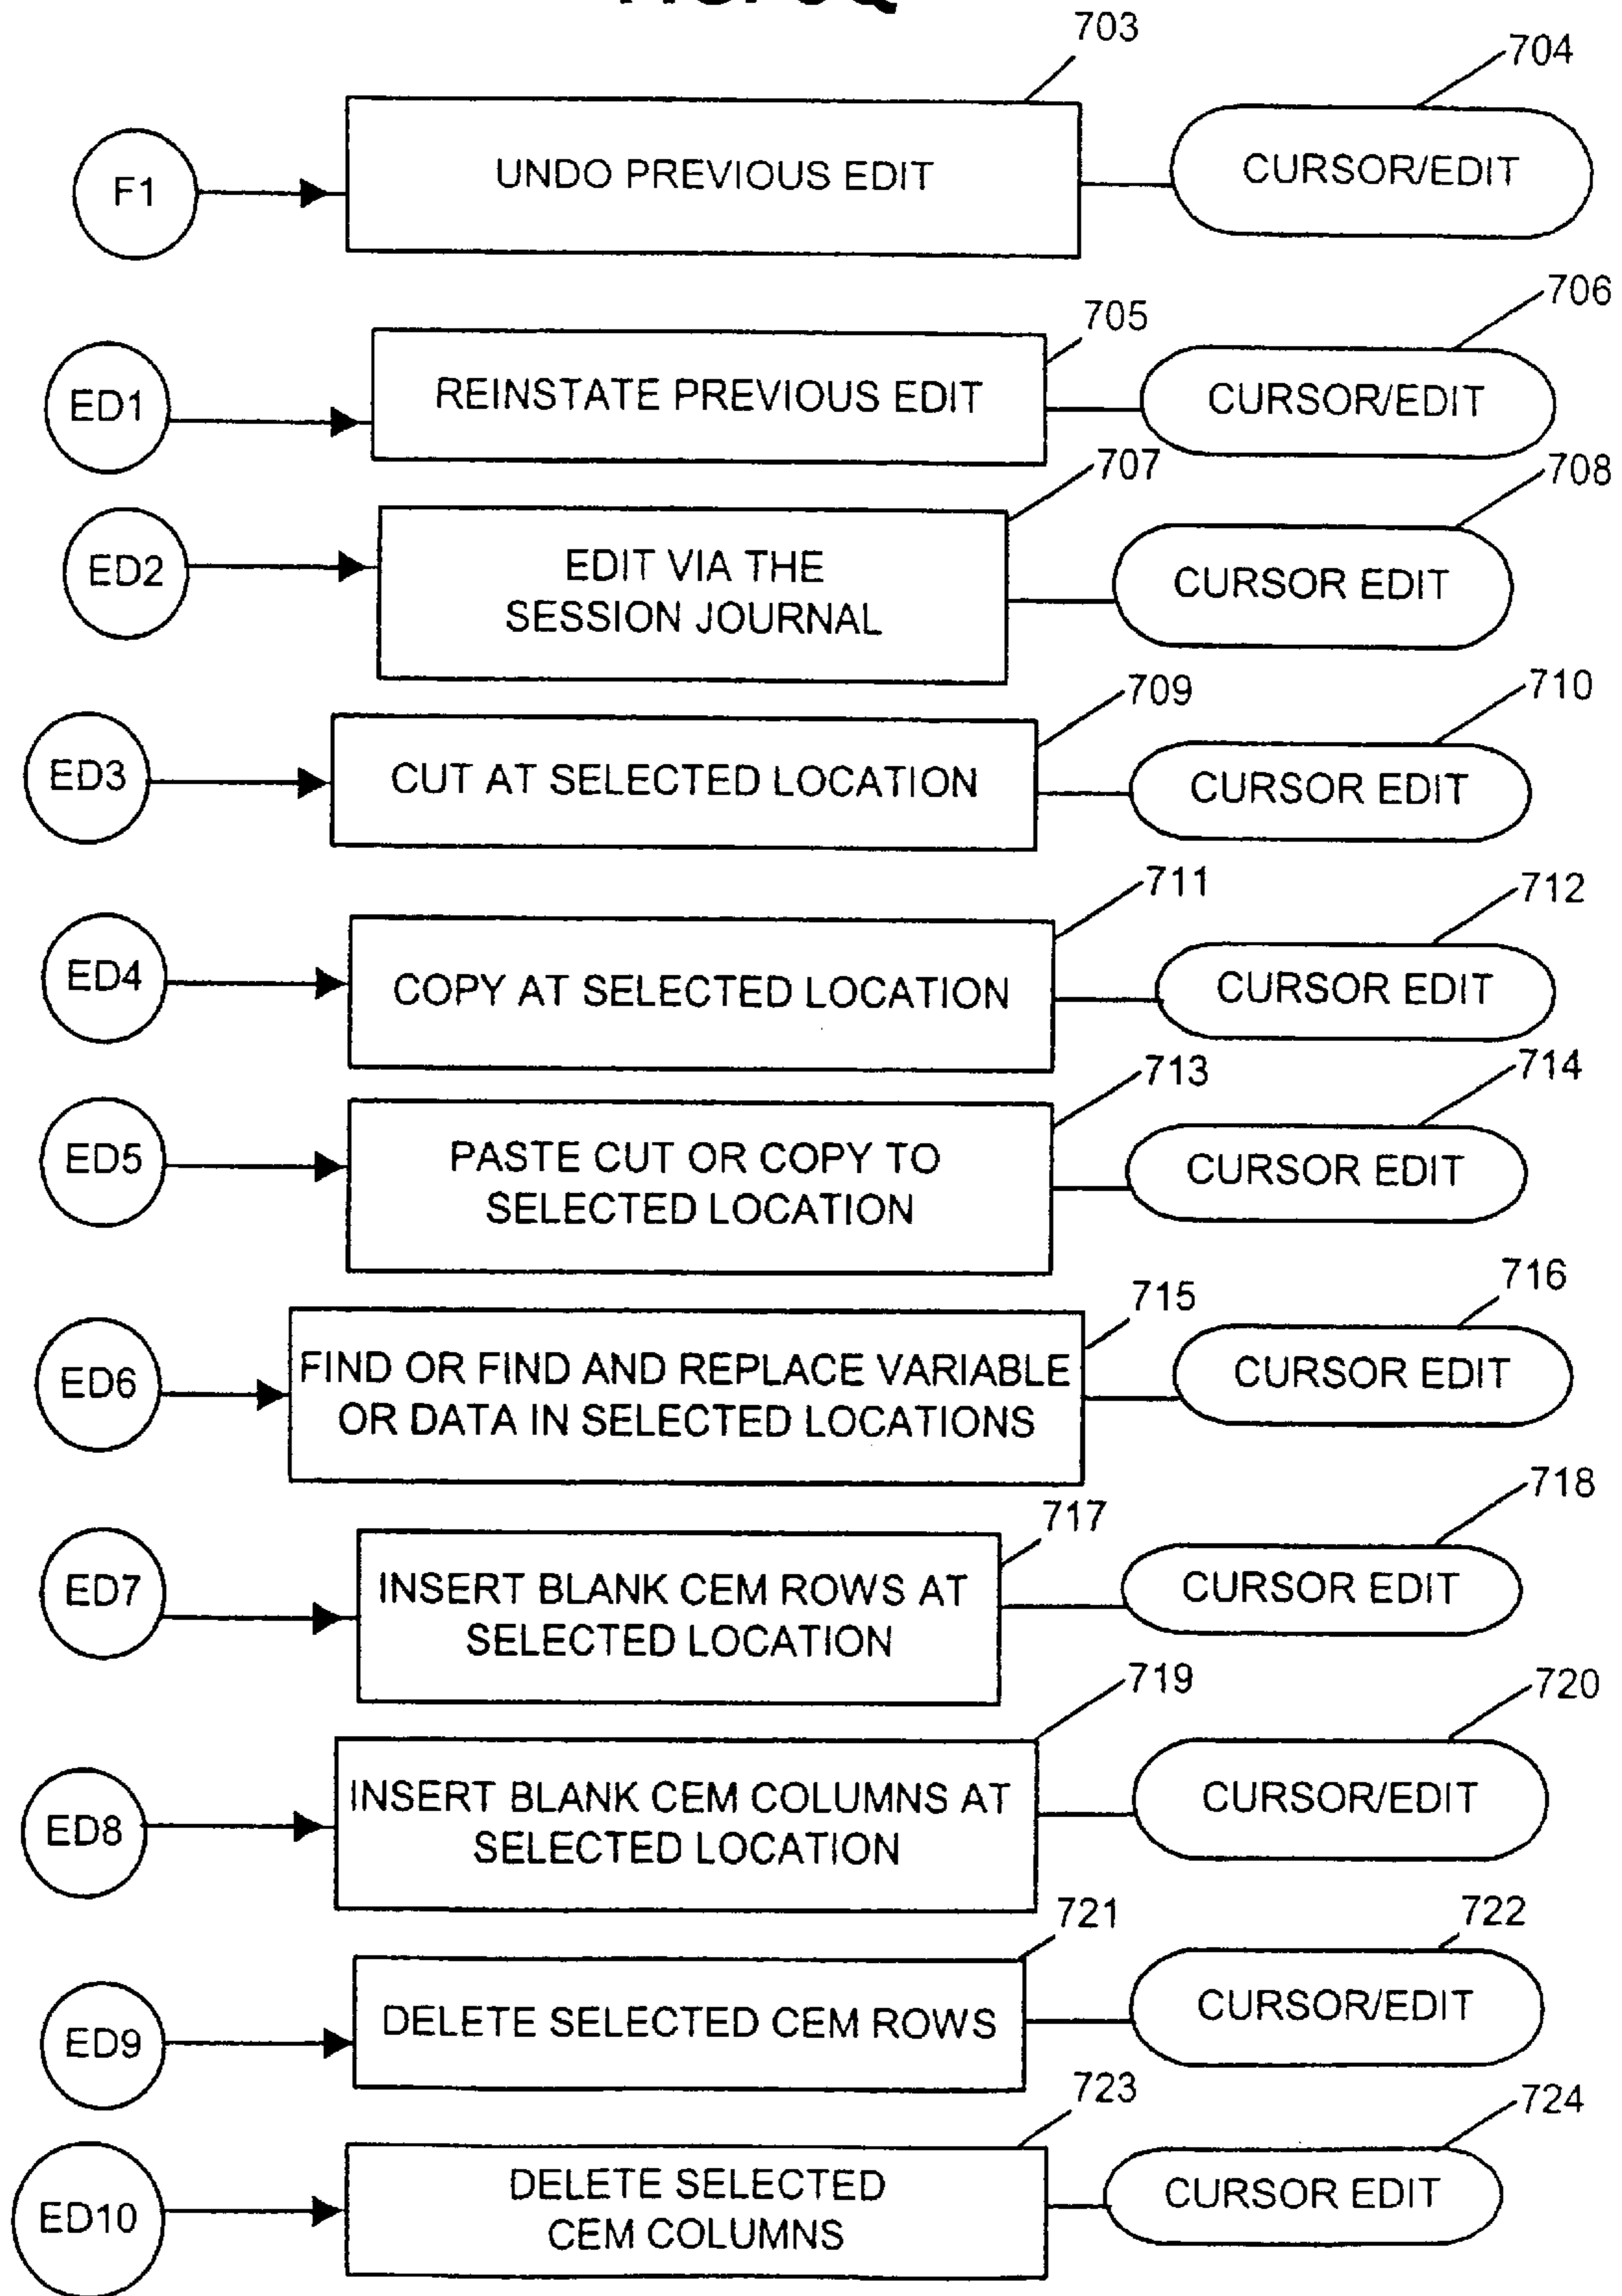 703
704
F1
UNDO PREVIOUS EDIT
CURSOR/EDIT
705
706
ED1
REINSTATE PREVIOUS EDIT
CURSOR/EDIT
707
708
ED2
EDIT VIA THE
SESSION JOURNAL
CURSOR EDIT
709
710
ED3
CUT AT SELECTED LOCATION
CURSOR EDIT
711
712
ED4
COPY AT SELECTED LOCATION
CURSOR EDIT
713
714
ED5
PASTE CUT OR COPY TO
SELECTED LOCATION
CURSOR EDIT
715
716
ED6
FIND OR FIND AND REPLACE VARIABLE
OR DATA IN SELECTED LOCATIONS
CURSOR EDIT
717
718
ED7
INSERT BLANK CEM ROWS AT
SELECTED LOCATION
CURSOR EDIT
719
720
ED8
INSERT BLANK CEM COLUMNS AT
SELECTED LOCATION
CURSOR/EDIT
721
722
ED9
DELETE SELECTED CEM ROWS
CURSOR/EDIT
723
724
ED10
DELETE SELECTED
CEM COLUMNS
CURSOR EDIT